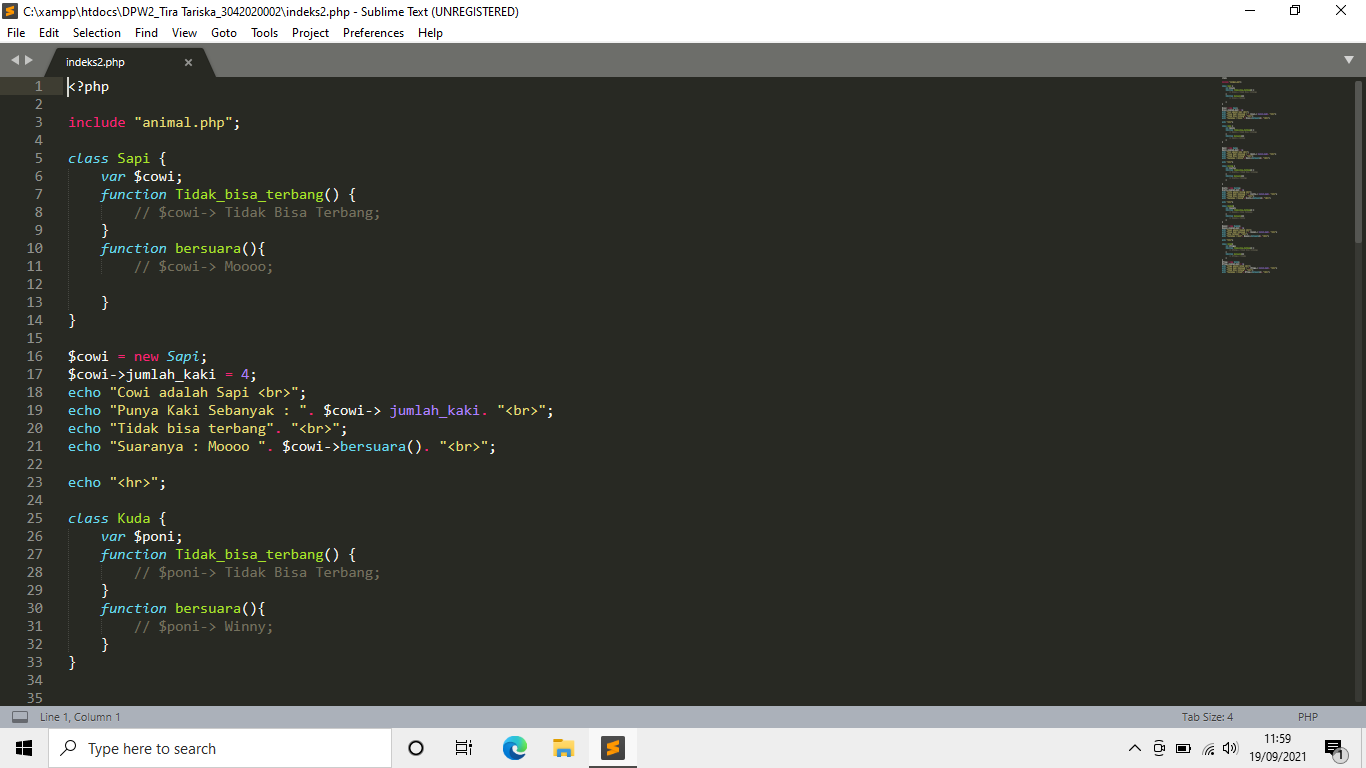 C:\xampp\htdocs\DPW2_Tira Tariska_3042020002\indeks2.php - Sublime Text (UNREGISTERED)
File Edit Selection Find View Goto Tools Project Preferences Help
indeks2.php
1 <?php
2
3 include "animal.php";
4
5 class Sapi {
6 var $cowi;
7 function Tidak_bisa_terbang() {
8 // $cowi-> Tidak Bisa Terbang;
9 }
10 function bersuara(){
11 // $cowi-> Moooo;
12
13 }
14 }
15
16 $cowi = new Sapi;
17 $cowi->jumlah_kaki = 4;
18 echo "Cowi adalah Sapi <br>";
19 echo "Punya Kaki Sebanyak : ". $cowi-> jumlah_kaki. "<br>";
20 echo "Tidak bisa terbang". "<br>";
21 echo "Suaranya : Moooo ". $cowi->bersuara(). "<br>";
22
23 echo "<hr>";
24
25 class Kuda {
26 var $poni;
27 function Tidak_bisa_terbang() {
28 // $poni-> Tidak Bisa Terbang;
29 }
30 function bersuara(){
31 // $poni-> Winny;
32 }
33 }
34
35
Line 1, Column 1 Tab Size: 4 PHP
Type here to search
11:59
19/09/2021
1